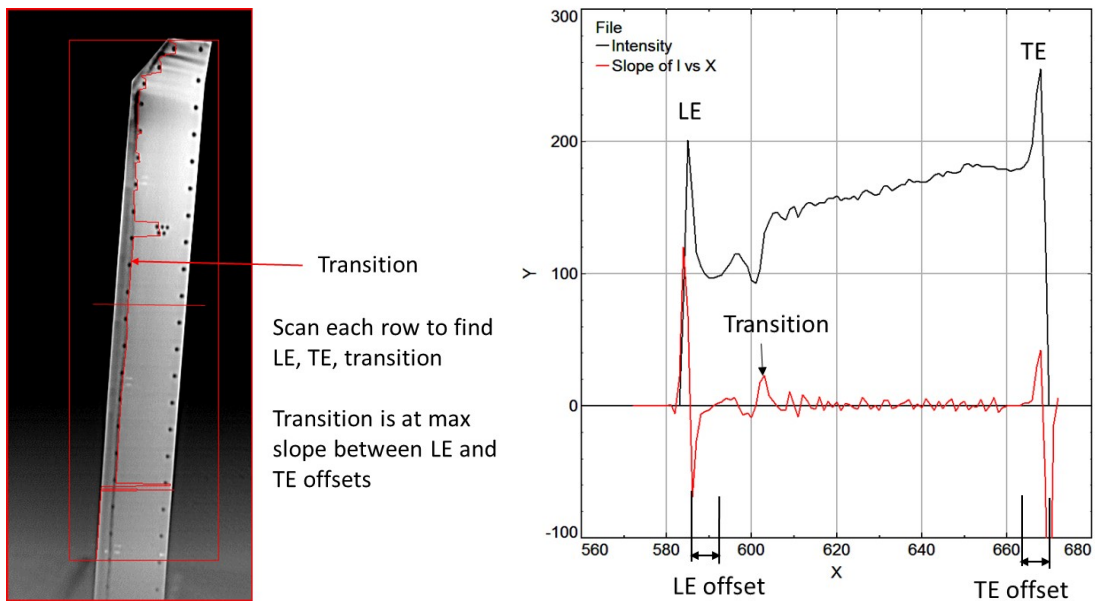 Transition
Scan each row to find
LE, TE, transition
Transition is at max
slope between LE and
TE offsets
File
Intensity
Slope of I vs X
LE
TE
Transition
300
200
100
0
-100
Y
560
580
600
620
640
660
680
X
LE offset
TE offset